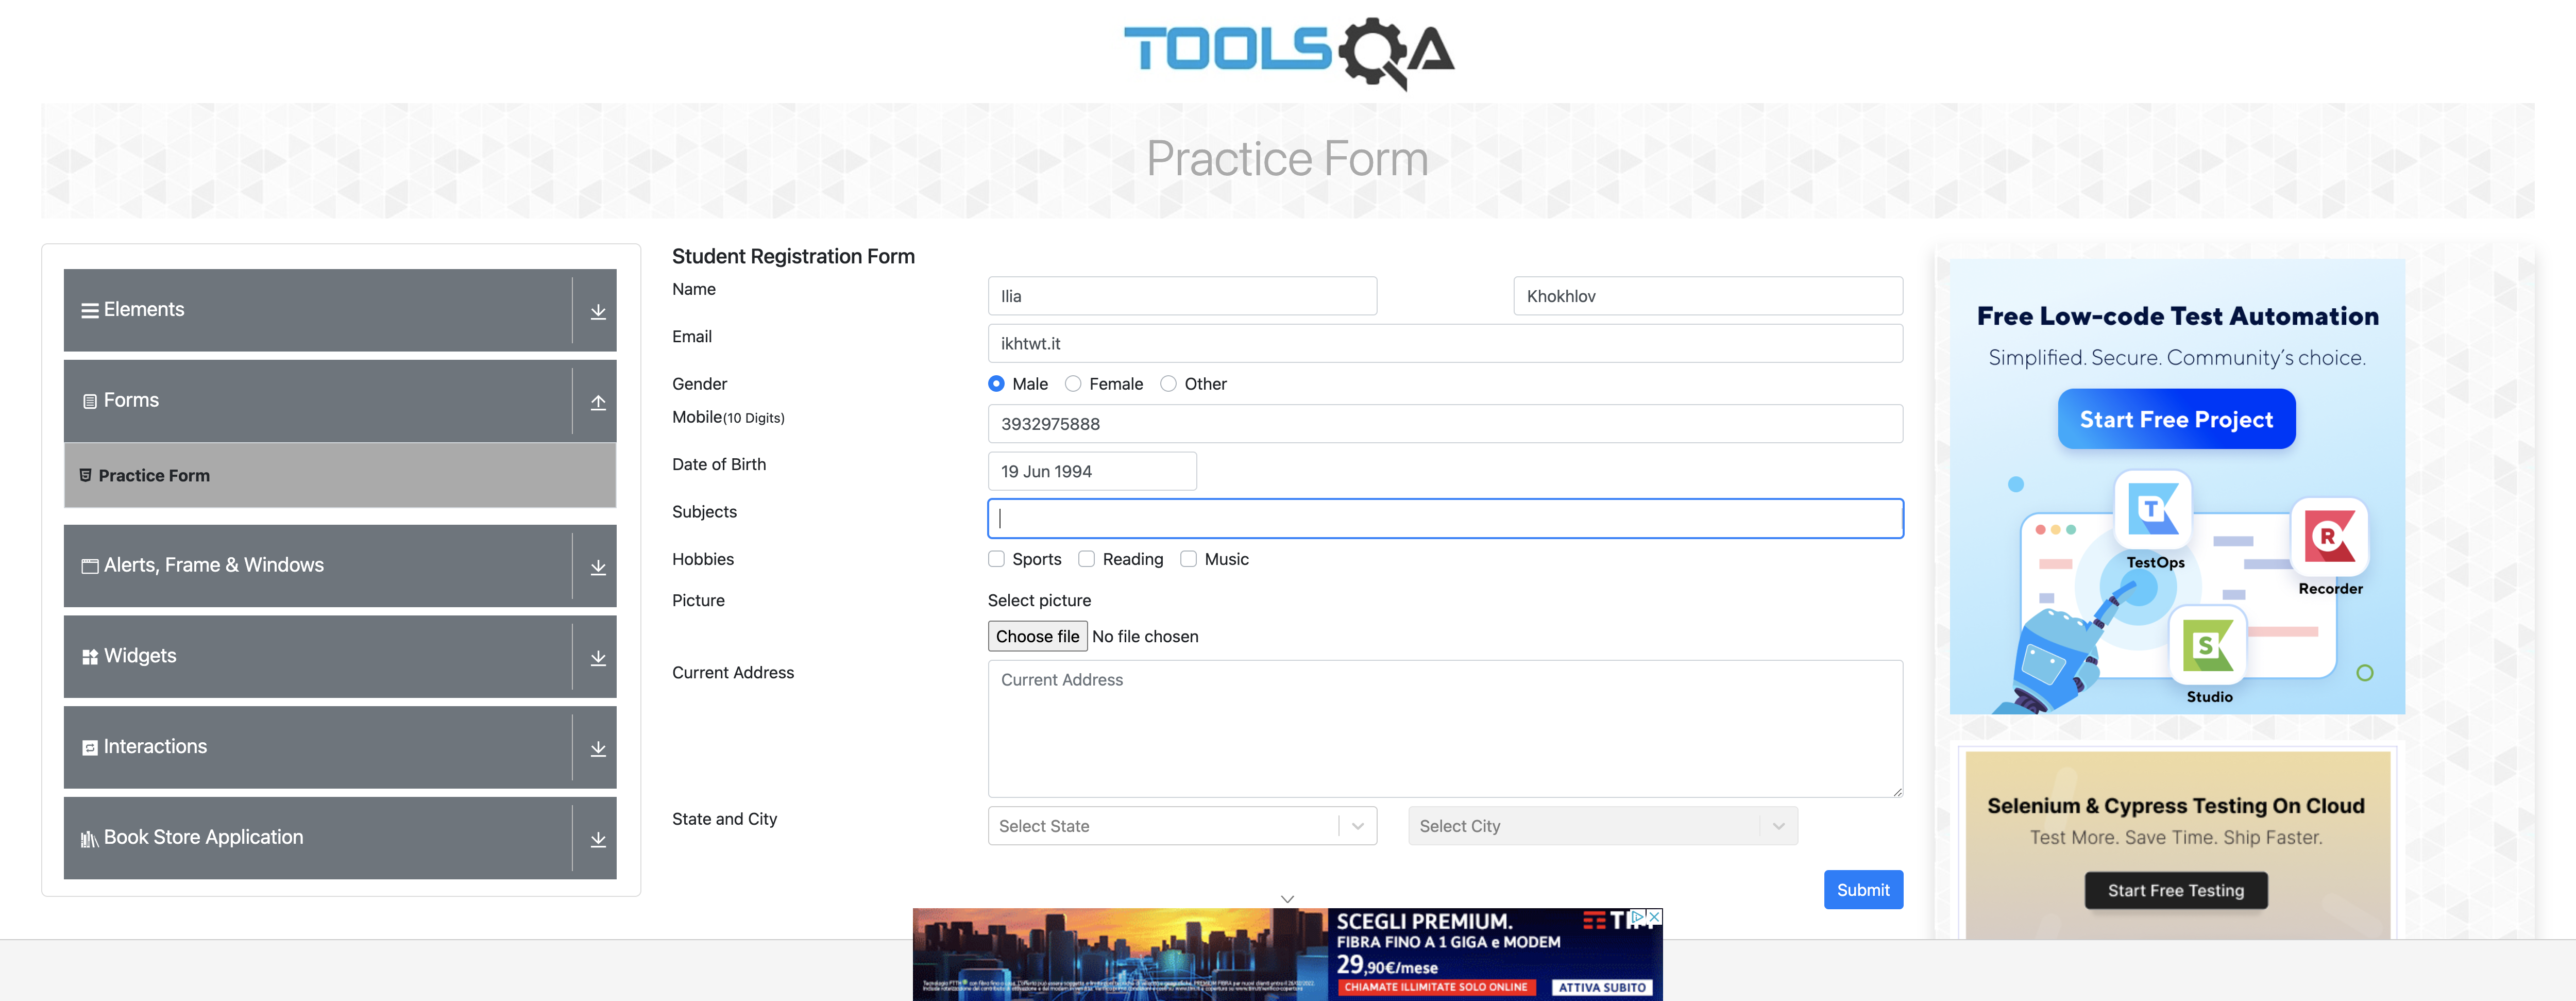 TOOLSQA
Practice Form
Elements
Forms
Practice Form
Alerts, Frame & Windows
Widgets
Interactions
Book Store Application
Student Registration Form
Name
Ilia
Khokhlov
Email
ikhtwt.it
Gender
Male
Female
Other
Mobile(10 Digits)
3932975888
Date of Birth
19 Jun 1994
Subjects
Hobbies
Sports
Reading
Music
Picture
Select picture
Choose file No file chosen
Current Address
Current Address
State and City
Select State
Select City
Submit
Free Low-code Test Automation
Simplified. Secure. Community's choice.
Start Free Project
T
TestOps
R
Recorder
S
Studio
Selenium & Cypress Testing On Cloud
Test More. Save Time. Ship Faster.
Start Free Testing
SCEGLI PREMIUM.
FIBRA FINO A 1 GIGA e MODEM
29,90€/mese
CHIAMATE ILLIMITATE SOLO ONLINE
ATTIVA SUBITO